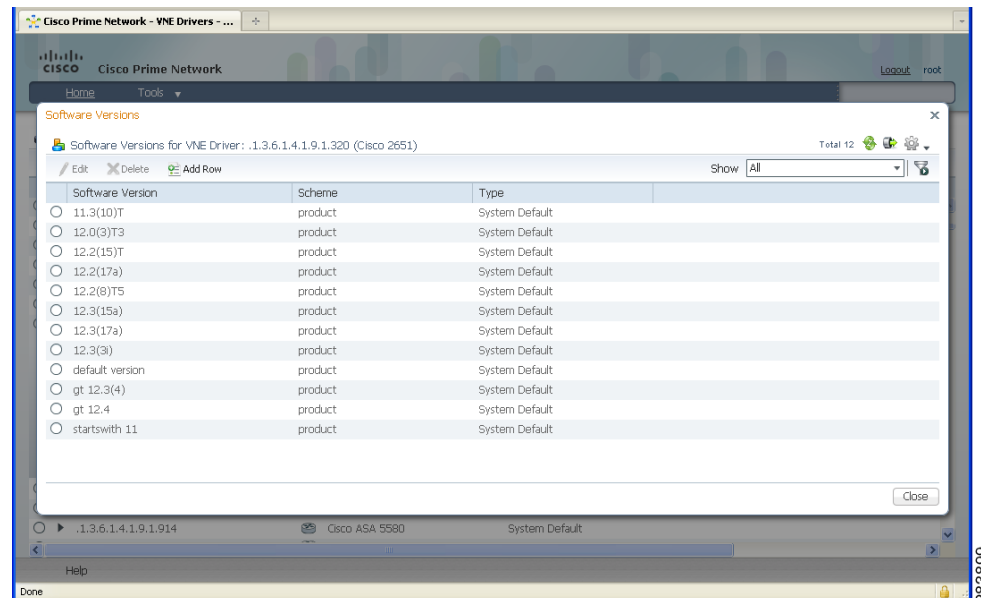 Cisco Prime Network - VNE Drivers - ...
CISCO Cisco Prime Network
Logout root
Home Tools
Software Versions
Software Versions for VNE Driver: .1.3.6.1.4.1.9.1.320 (Cisco 2651) Total 12
Edit Delete Add Row Show All
Software Version Scheme Type
11.3(10)T product System Default
12.0(3)T3 product System Default
12.2(15)T product System Default
12.2(17a) product System Default
12.2(8)T5 product System Default
12.3(15a) product System Default
12.3(17a) product System Default
12.3(3i) product System Default
default version product System Default
gt 12.3(4) product System Default
gt 12.4 product System Default
startswith 11 product System Default
Close
.1.3.6.1.4.1.9.1.914 Cisco ASA 5580 System Default
Help
Done